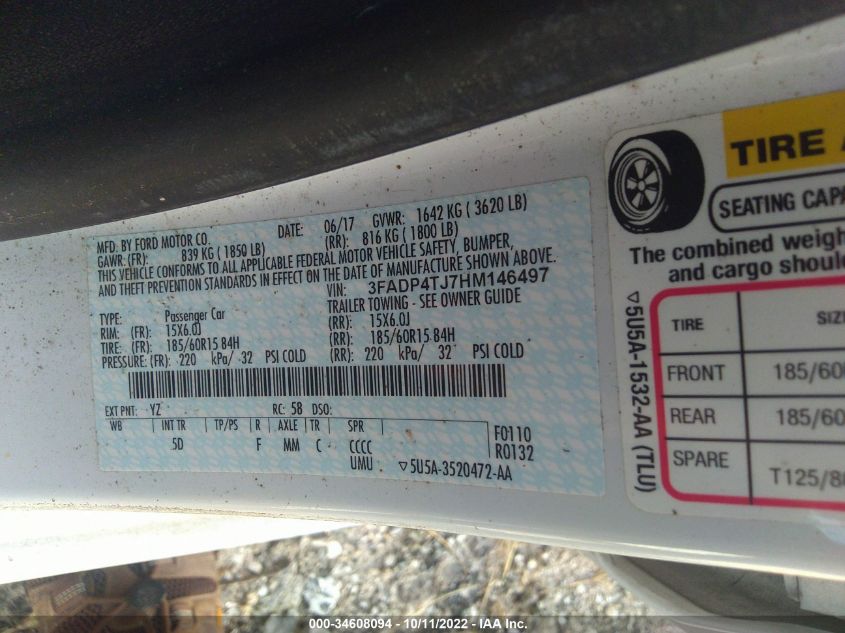 MFD. BY FORD MOTOR CO.
DATE: 06/17 GVWR: 1642 KG ( 3620 LB)
GAWR: (FR): 839 KG ( 1850 LB) (RR): 816 KG ( 1800 LB)
THIS VEHICLE CONFORMS TO ALL APPLICABLE FEDERAL MOTOR VEHICLE SAFETY, BUMPER,
AND THEFT PREVENTION STANDARDS IN EFFECT ON THE DATE OF MANUFACTURE SHOWN ABOVE.
VIN: 3FADP4TJ7HM146497
TYPE: Passenger Car TRAILER TOWING - SEE OWNER GUIDE
RIM: (FR): 15X6.0J (RR): 15X6.0J
TIRE: (FR): 185/60R15 84H (RR): 185/60R15 84H
PRESSURE: (FR): 220 kPa/ 32 PSI COLD (RR): 220 kPa/ 32 PSI COLD
EXT PNT: YZ RC: 58 DSO:
WB INT TR TP/PS R AXLE TR SPR F0110
5D F MM C CCCC R0132
UMU ▽5U5A-3520472-AA
TIRE A
SEATING CAPA
The combined weigh
and cargo shoul
▽5U5A-1532-AA (TLU)
TIRE SIZ
FRONT 185/60
REAR 185/60
SPARE T125/8
000-34608094 - 10/11/2022 - IAA Inc.